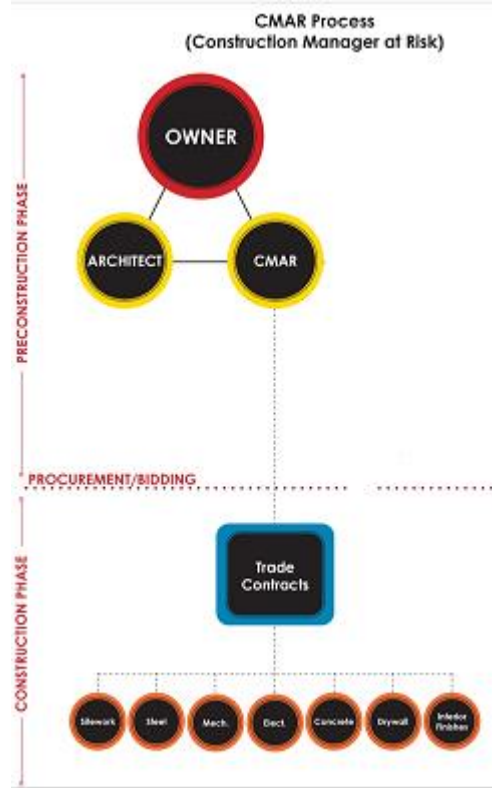 CMAR Process
(Construction Manager at Risk)
PRECONSTRUCTION PHASE
OWNER
ARCHITECT
CMAR
PROCUREMENT/BIDDING
CONSTRUCTION PHASE
Trade
Contracts
Sitework
Steel
Mech.
Elect.
Concrete
Drywall
Interior
Finishes